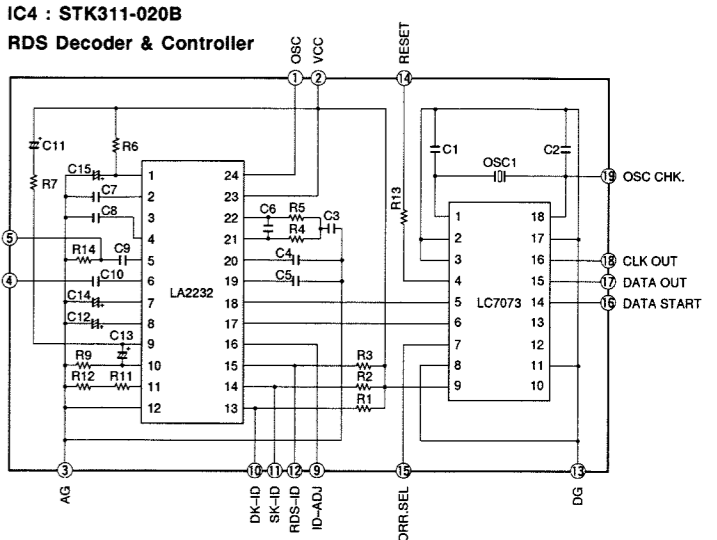 IC4 : STK311-020B
RDS Decoder & Controller
OSC
VCC
RESET
1
2
14
C11
R6
C1
C2
C15
R7
OSC1
19 OSC CHK.
1
24
C7
2
23
R13
C8
3
22
C6
R5
C3
1
18
4
21
R4
2
17
5
R14
C9
5
20
C4
3
16
18 CLK OUT
4
C10
6
19
C5
4
15
17 DATA OUT
C14
7
LA2232
18
5
LC7073
14
16 DATA START
C12
8
17
6
13
C13
9
16
7
12
R9
10
15
R3
8
11
R12
R11
11
14
R2
9
10
12
13
R1
3
10
11
12
9
15
13
AG
DK-ID
SK-ID
RDS-ID
ID-ADJ
ORR.SEL
DG